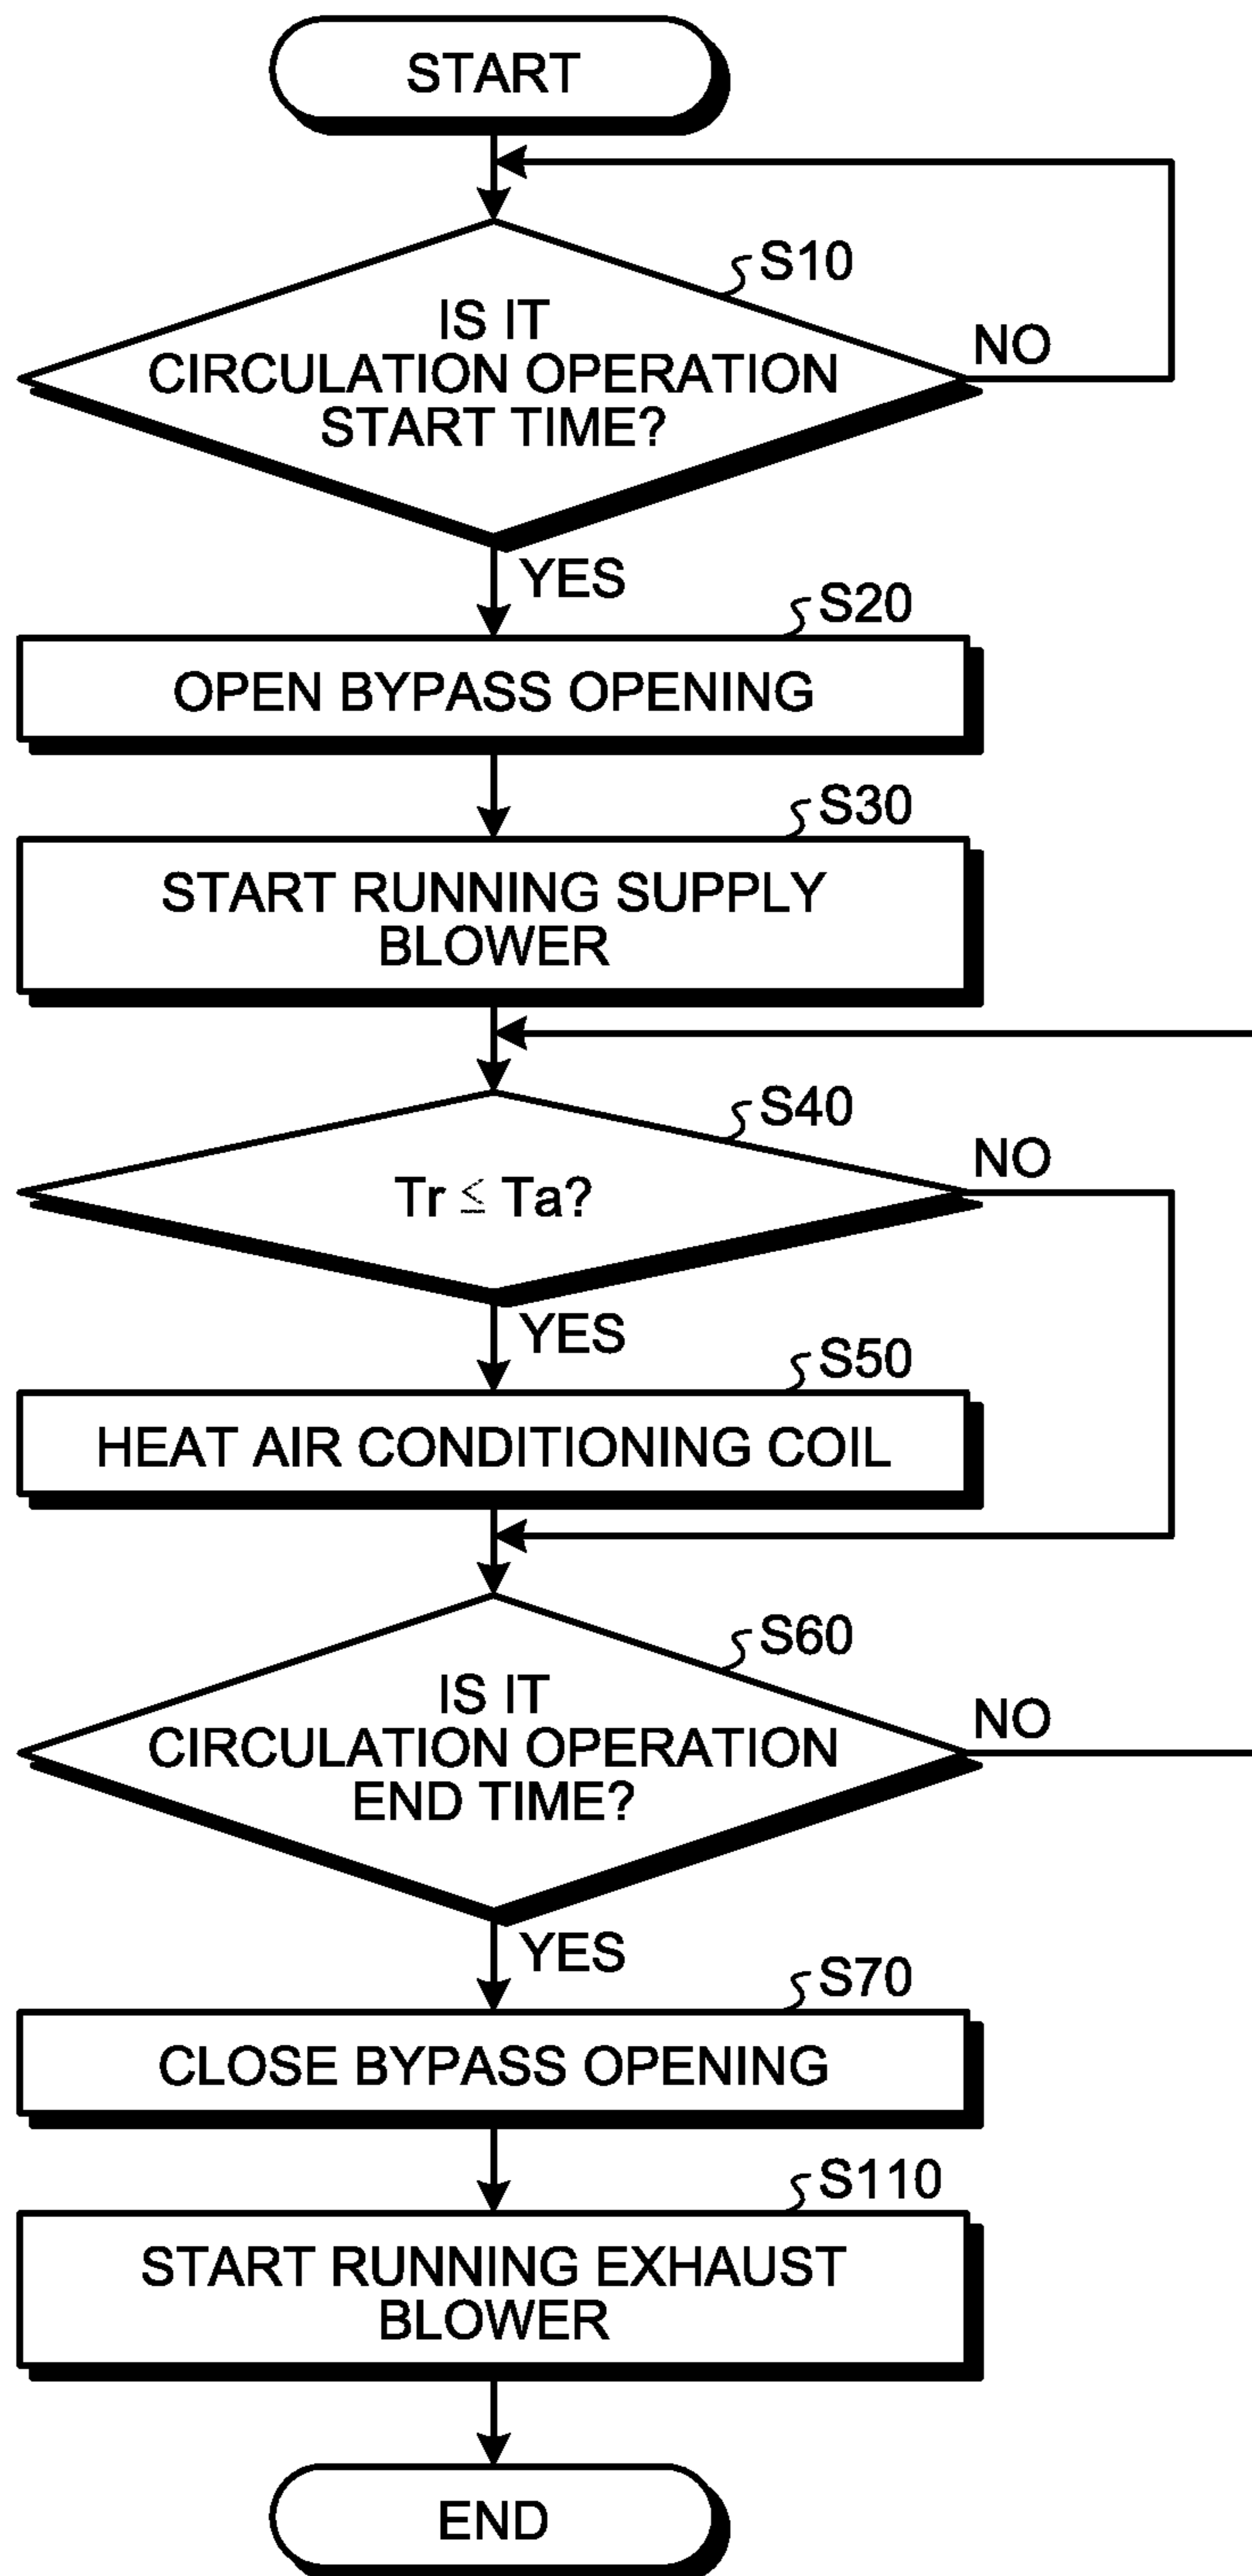 START
S10
IS IT
CIRCULATION OPERATION
START TIME?
NO
YES
S20
OPEN BYPASS OPENING
S30
START RUNNING SUPPLY
BLOWER
S40
NO
Tr ≦ Ta?
YES
S50
HEAT AIR CONDITIONING COIL
S60
IS IT
CIRCULATION OPERATION
END TIME?
NO
YES
S70
CLOSE BYPASS OPENING
S110
START RUNNING EXHAUST
BLOWER
END